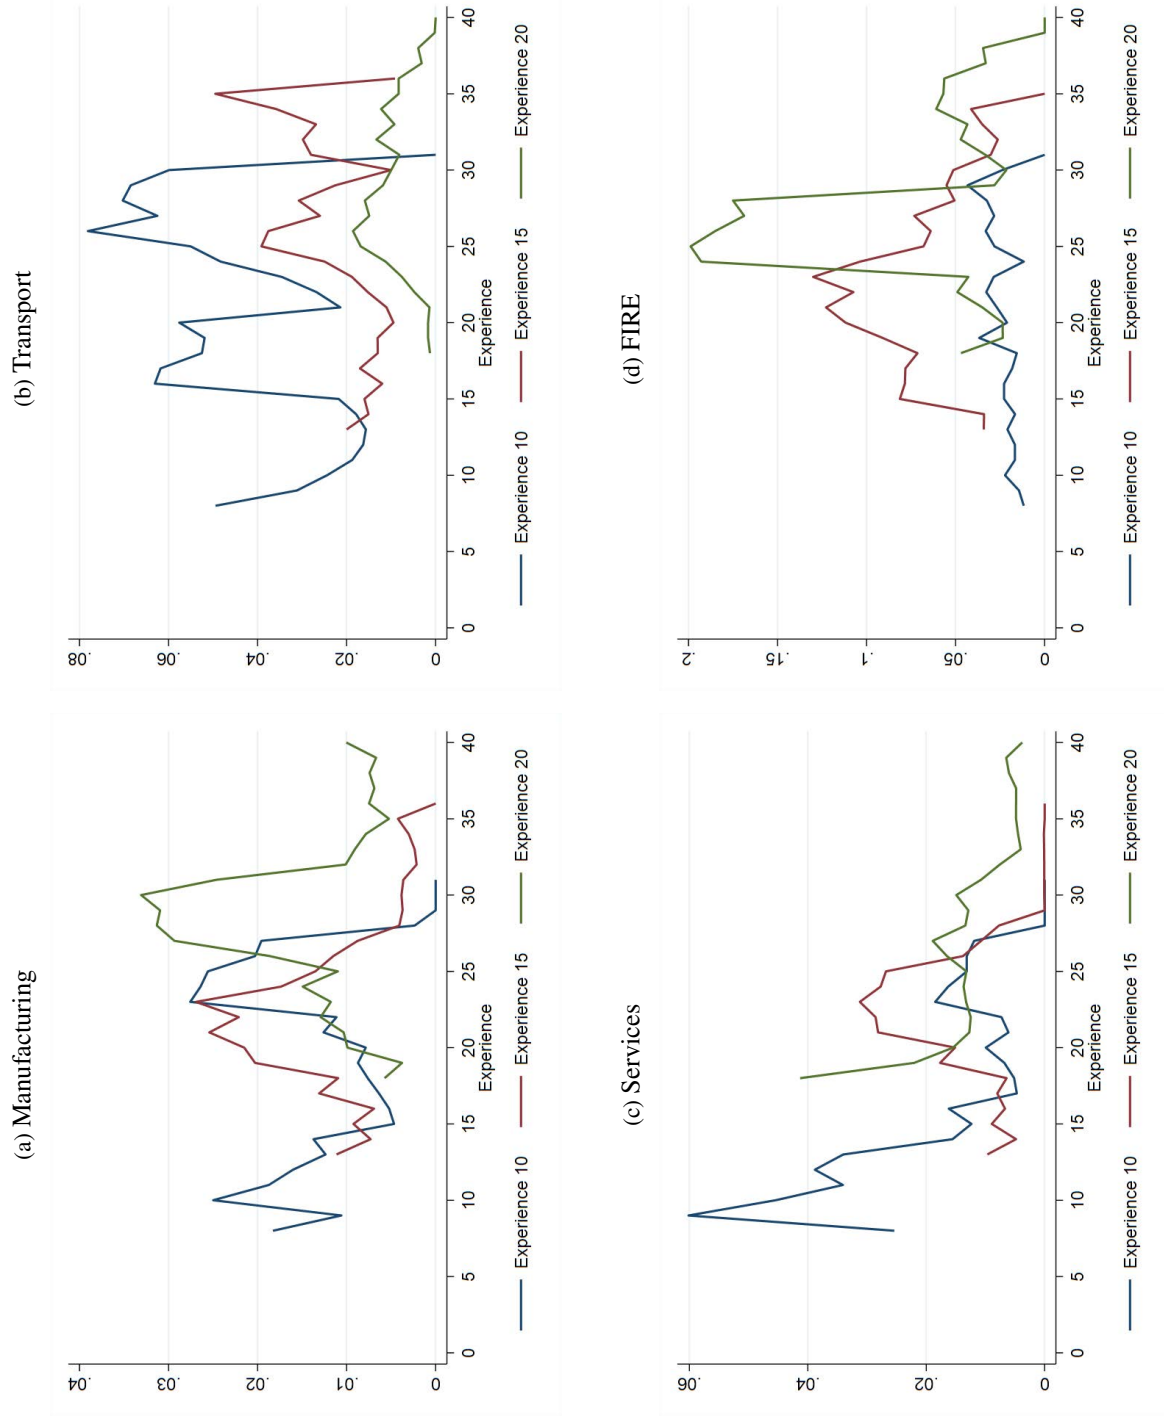 (a) Manufacturing
.04
.03
.02
.01
0
0 5 10 15 20 25 30 35 40
Experience
Experience 10 Experience 15 Experience 20
(b) Transport
.08
.06
.04
.02
0
0 5 10 15 20 25 30 35 40
Experience
Experience 10 Experience 15 Experience 20
(c) Services
.06
.04
.02
0
0 5 10 15 20 25 30 35 40
Experience
Experience 10 Experience 15 Experience 20
(d) FIRE
.2
.15
.1
.05
0
0 5 10 15 20 25 30 35 40
Experience
Experience 10 Experience 15 Experience 20